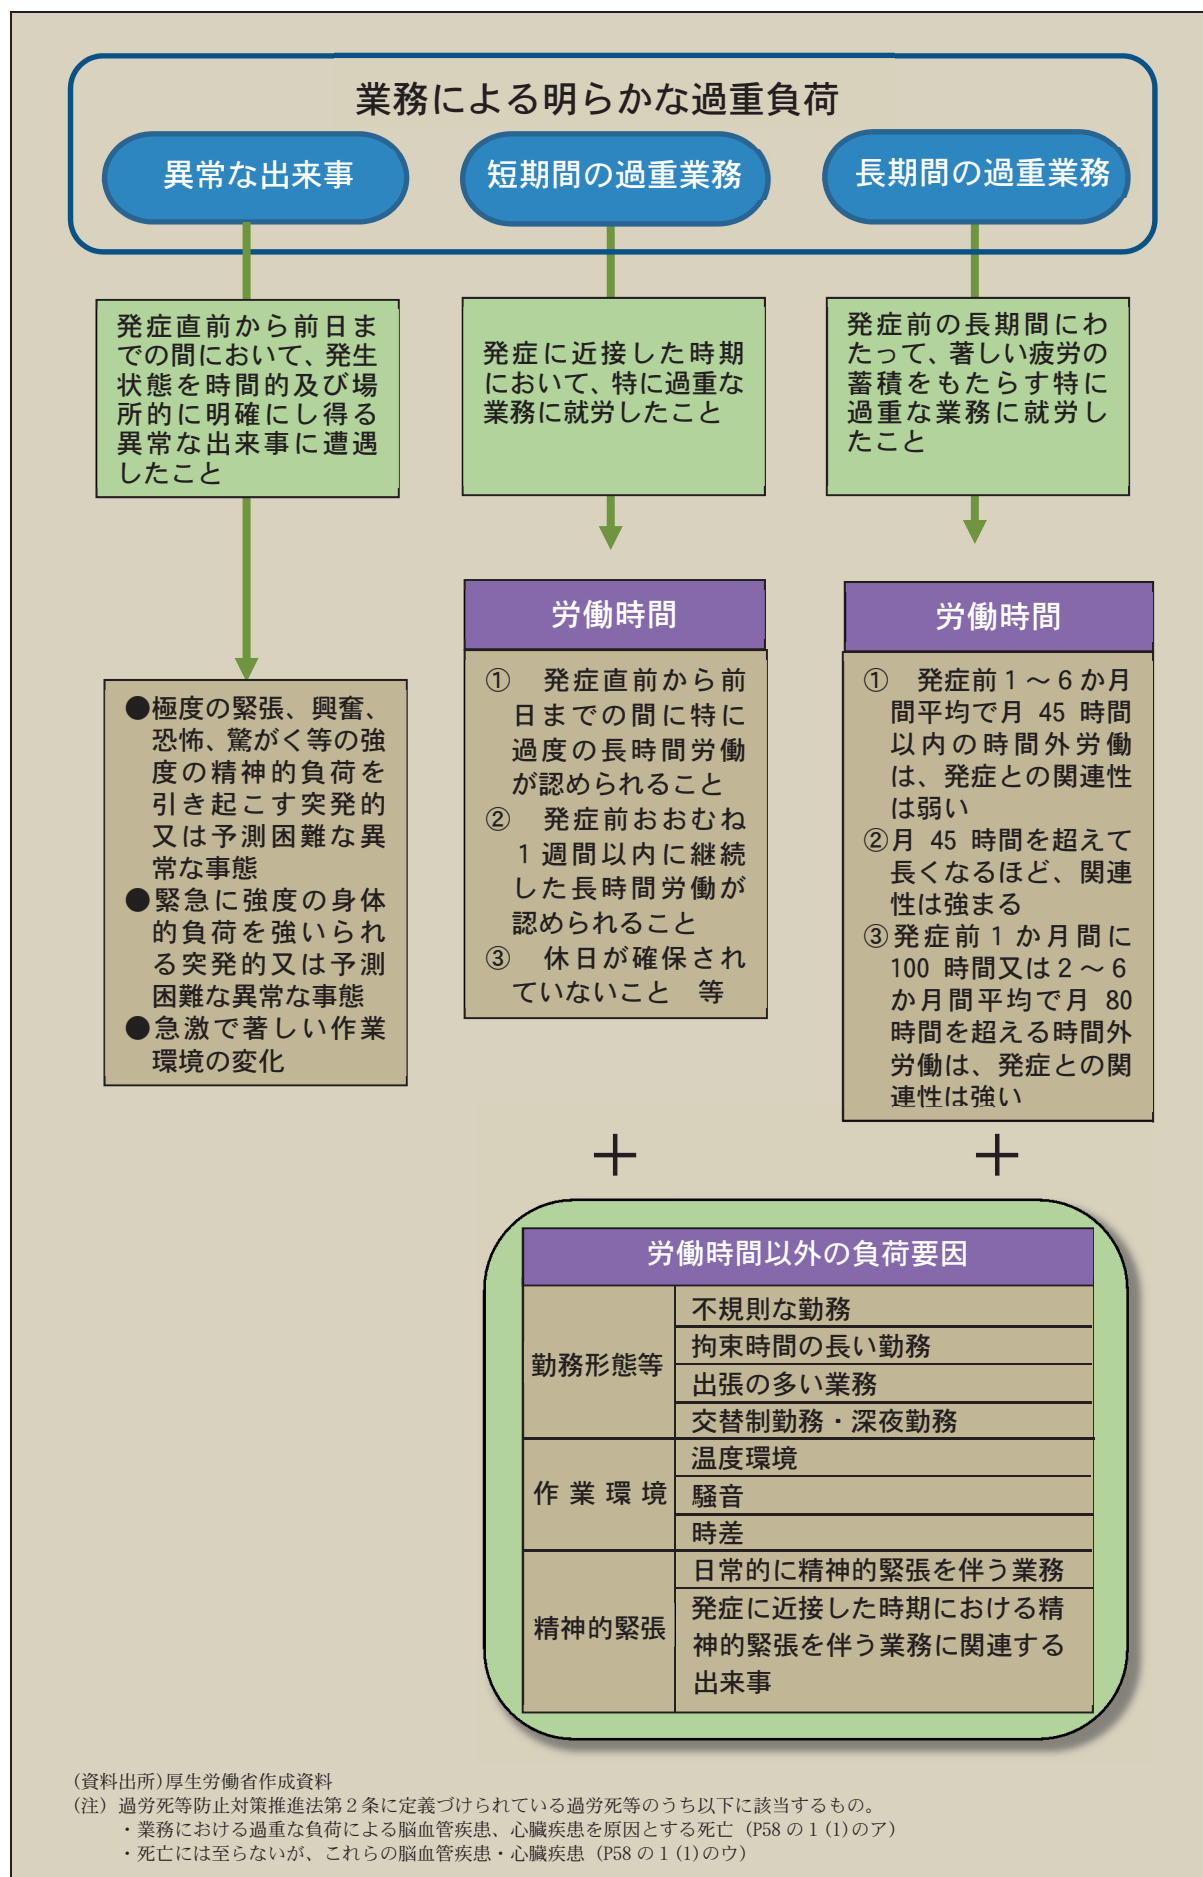 業務による明らかな過重負荷
異常な出来事
短期間の過重業務
長期間の過重業務
発症直前から前日ま
での間において、発生
状態を時間的及び場
所的に明確にし得る
異常な出来事に遭遇
したこと
発症に近接した時期
において、特に過重な
業務に就労したこと
発症前の長期間にわ
たって、著しい疲労の
蓄積をもたらす特に
過重な業務に就労し
たこと
●極度の緊張、興奮、
恐怖、驚がく等の強
度の精神的負荷を
引き起こす突発的
又は予測困難な異
常な事態
●緊急に強度の身体
的負荷を強いられ
る突発的又は予測
困難な異常な事態
●急激で著しい作業
環境の変化
労働時間
① 発症直前から前
日までの間に特に
過度の長時間労働
が認められること
② 発症前おおむね
1週間以内に継続
した長時間労働が
認められること
③ 休日が確保され
ていないこと 等
労働時間
① 発症前1～6か月
間平均で月 45 時間
以内の時間外労働
は、発症との関連性
は弱い
②月 45 時間を超えて
長くなるほど、関連
性は強まる
③発症前1か月間に
100 時間又は2～6
か月間平均で月 80
時間を超える時間外
労働は、発症との関
連性は強い
＋
＋
労働時間以外の負荷要因
勤務形態等
不規則な勤務
拘束時間の長い勤務
出張の多い業務
交替制勤務・深夜勤務
作業環境
温度環境
騒音
時差
精神的緊張
日常的に精神的緊張を伴う業務
発症に近接した時期における精
神的緊張を伴う業務に関連する
出来事
(資料出所)厚生労働省作成資料
(注) 過労死等防止対策推進法第2条に定義づけられている過労死等のうち以下に該当するもの。
・業務における過重な負荷による脳血管疾患、心臓疾患を原因とする死亡 (P58 の 1 (1)のア)
・死亡には至らないが、これらの脳血管疾患・心臓疾患 (P58 の 1 (1)のウ)